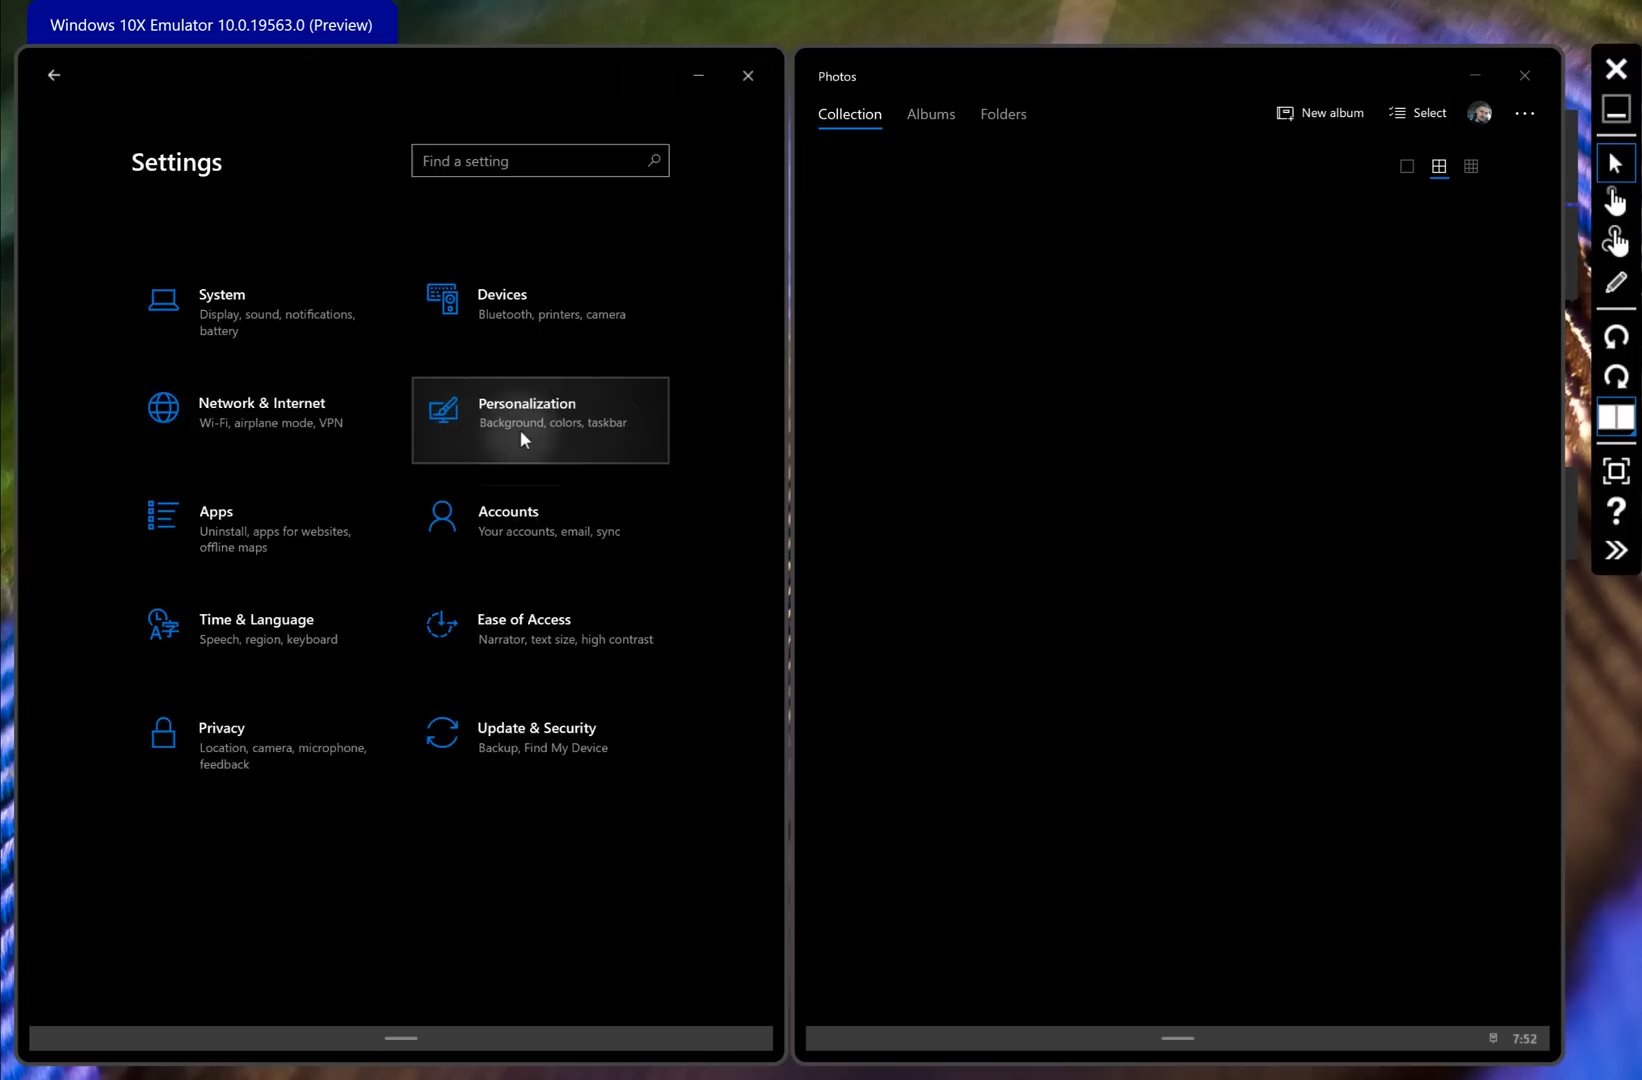 Windows 10X Emulator 10.0.19563.0 (Preview)
Settings
Find a setting
System
Display, sound, notifications,
battery
Devices
Bluetooth, printers, camera
Network & Internet
Wi-Fi, airplane mode, VPN
Personalization
Background, colors, taskbar
Apps
Uninstall, apps for websites,
offline maps
Accounts
Your accounts, email, sync
Time & Language
Speech, region, keyboard
Ease of Access
Narrator, text size, high contrast
Privacy
Location, camera, microphone,
feedback
Update & Security
Backup, Find My Device
Photos
Collection Albums Folders
New album Select
7:52